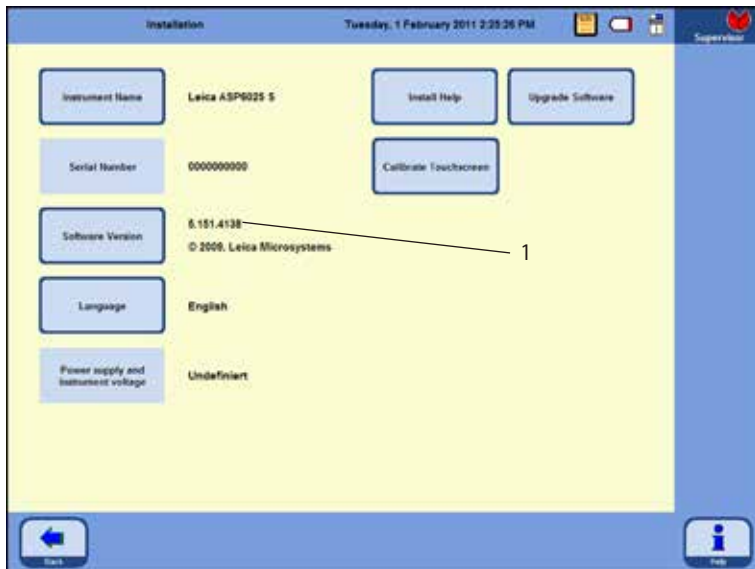 Installation
Tuesday, 1 February 2011 2:25:26 PM
Supervisor
Instrument Name
Leica ASP6025 S
Install Help
Upgrade Software
Serial Number
0000000000
Calibrate Touchscreen
Software Version
5.151.4138
1
© 2009, Leica Microsystems
Language
English
Power supply and
instrument voltage
Undefiniert
Back
Help